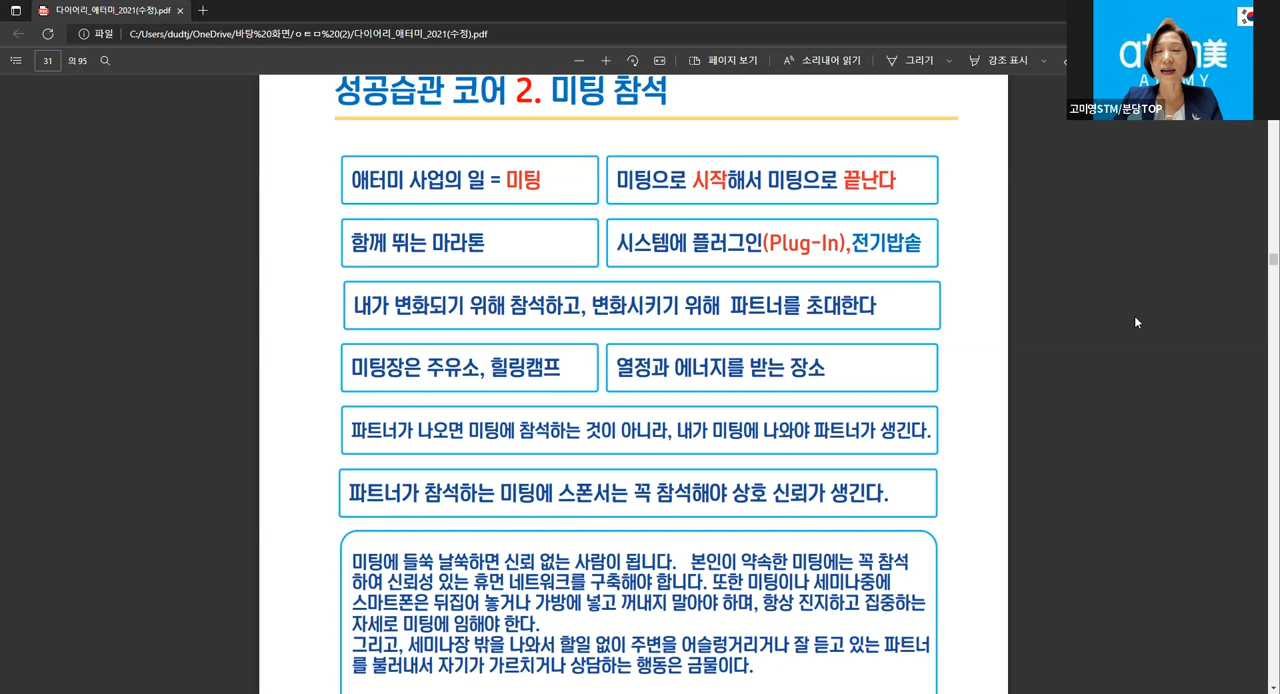 다이어리_애터미_2021(수정).pdf
파일 C:/Users/dudtj/OneDrive/바탕%20화면/ㅇㅌㅁ%20(2)/다이어리_애터미_2021(수정).pdf
31 의 95 페이지 보기 소리내어 읽기 그리기 강조 표시
atom美
ATOMY
고미영STM/분당TOP
성공습관 코어 2. 미팅 참석
애터미 사업의 일 = 미팅
미팅으로 시작해서 미팅으로 끝난다
함께 뛰는 마라톤
시스템에 플러그인(Plug-In),전기밥솥
내가 변화되기 위해 참석하고, 변화시키기 위해 파트너를 초대한다
미팅장은 주유소, 힐링캠프
열정과 에너지를 받는 장소
파트너가 나오면 미팅에 참석하는 것이 아니라, 내가 미팅에 나와야 파트너가 생긴다.
파트너가 참석하는 미팅에 스폰서는 꼭 참석해야 상호 신뢰가 생긴다.
미팅에 들쑥 날쑥하면 신뢰 없는 사람이 됩니다. 본인이 약속한 미팅에는 꼭 참석
하여 신뢰성 있는 휴먼 네트워크를 구축해야 합니다. 또한 미팅이나 세미나중에
스마트폰은 뒤집어 놓거나 가방에 넣고 꺼내지 말아야 하며, 항상 진지하고 집중하는
자세로 미팅에 임해야 한다.
그리고, 세미나장 밖을 나와서 할일 없이 주변을 어슬렁거리거나 잘 듣고 있는 파트너
를 불러내서 자기가 가르치거나 상담하는 행동은 금물이다.